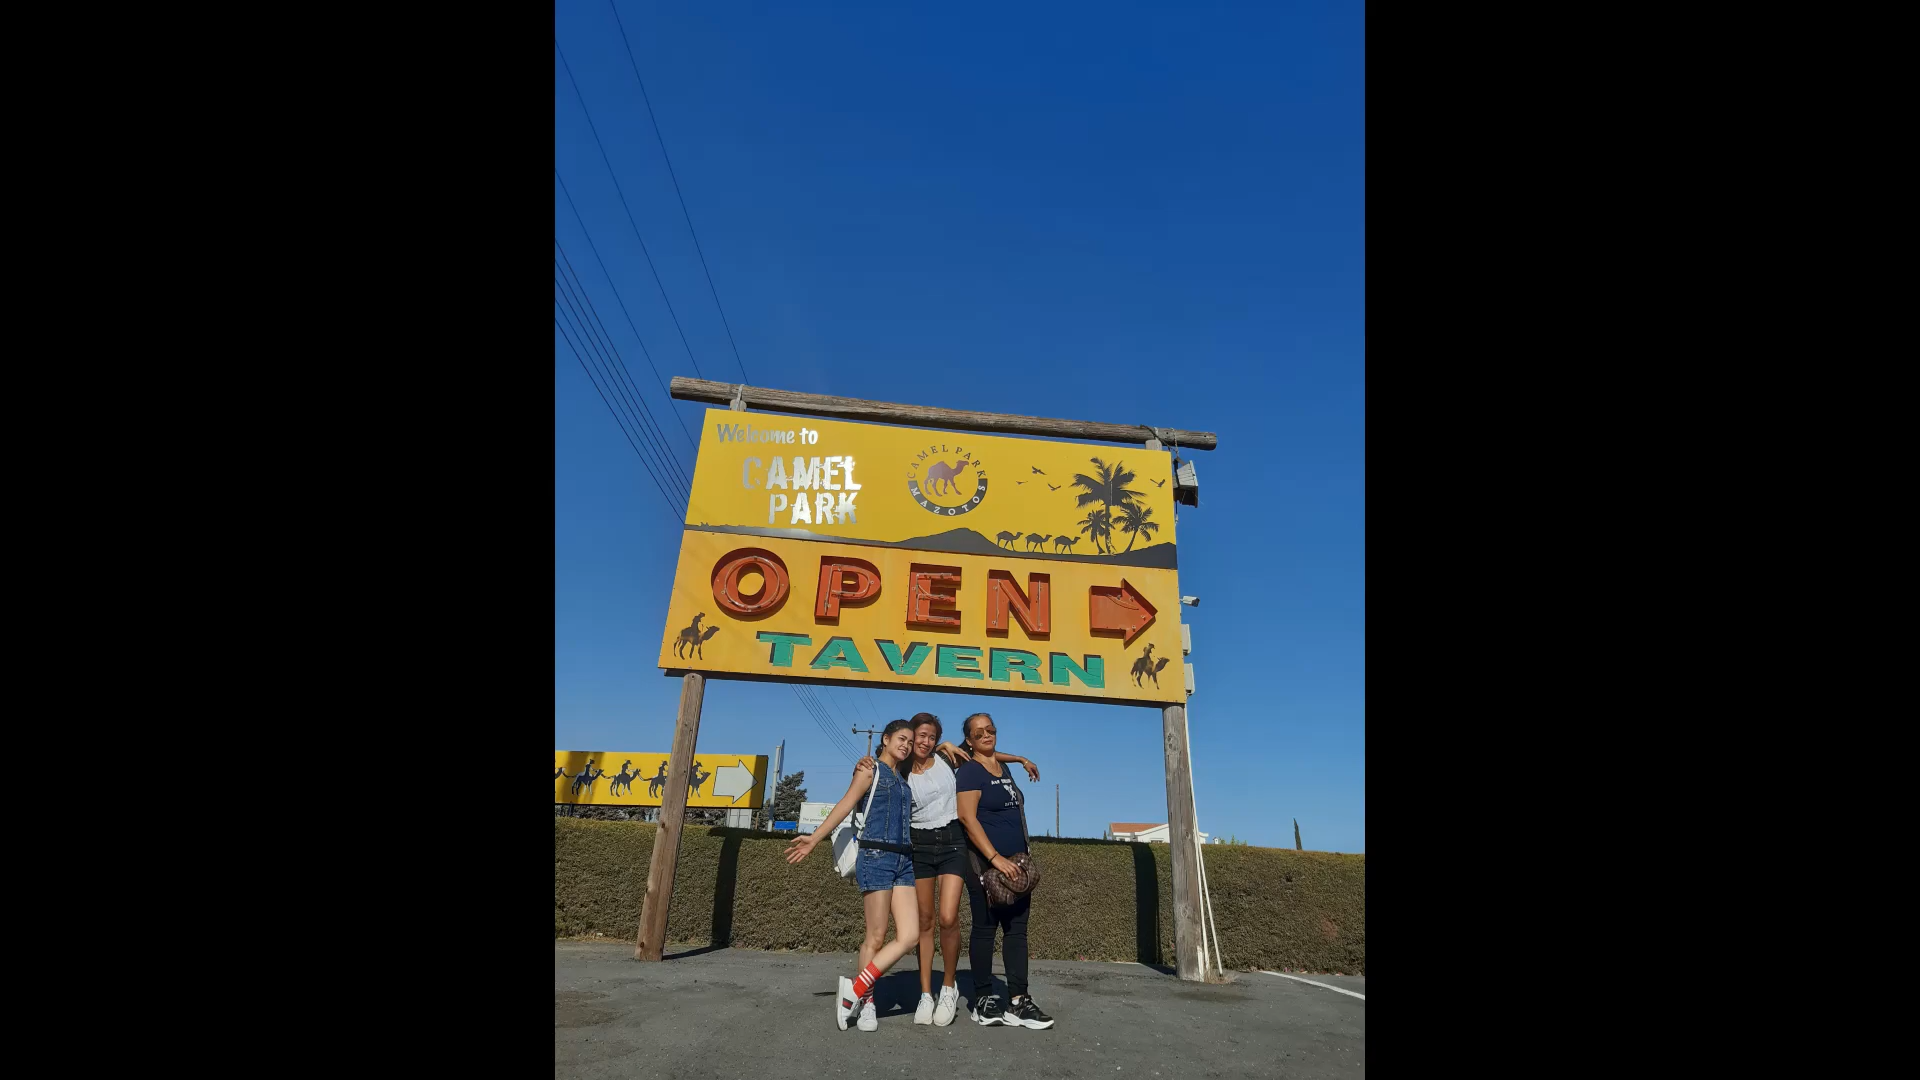 Welcome to
CAMEL
PARK
CAMEL PARK
MAZOTOS
OPEN
TAVERN